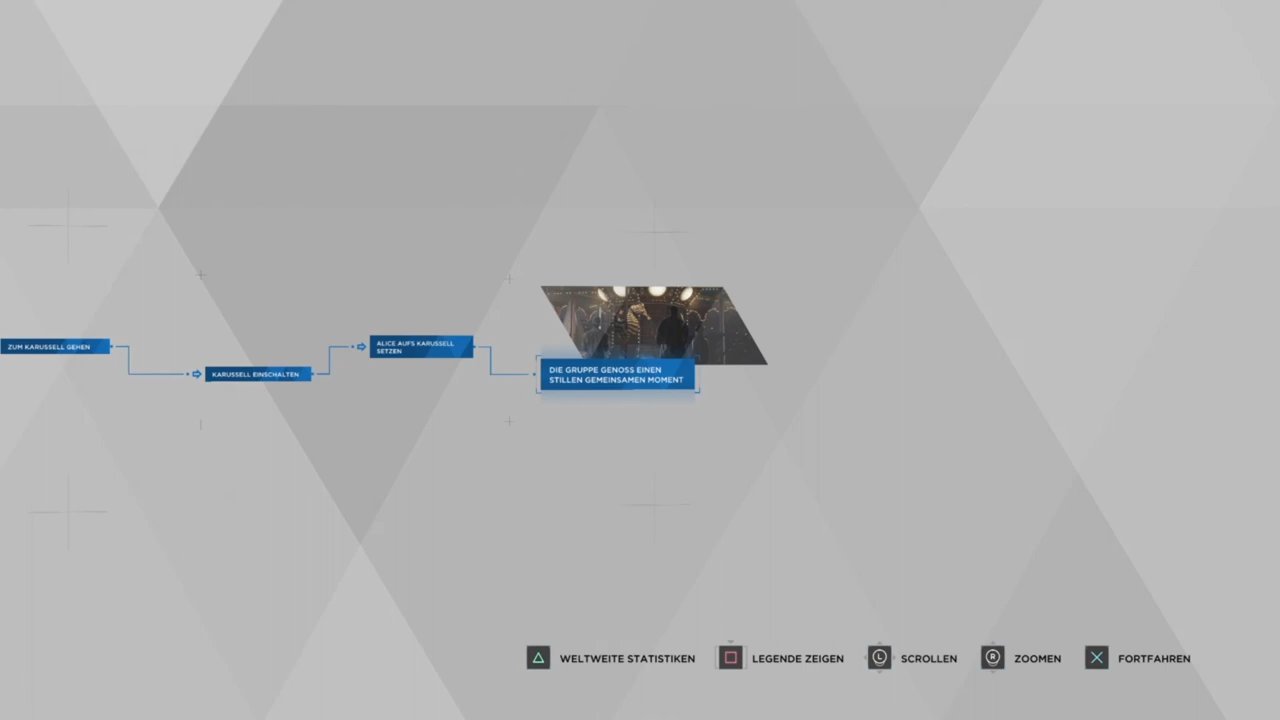 ZUM KARUSSELL GEHEN
KARUSSELL EINSCHALTEN
ALICE AUFS KARUSSELL
SETZEN
DIE GRUPPE GENOSS EINEN
STILLEN GEMEINSAMEN MOMENT
WELTWEITE STATISTIKEN
LEGENDE ZEIGEN
L
SCROLLEN
R
ZOOMEN
FORTFAHREN